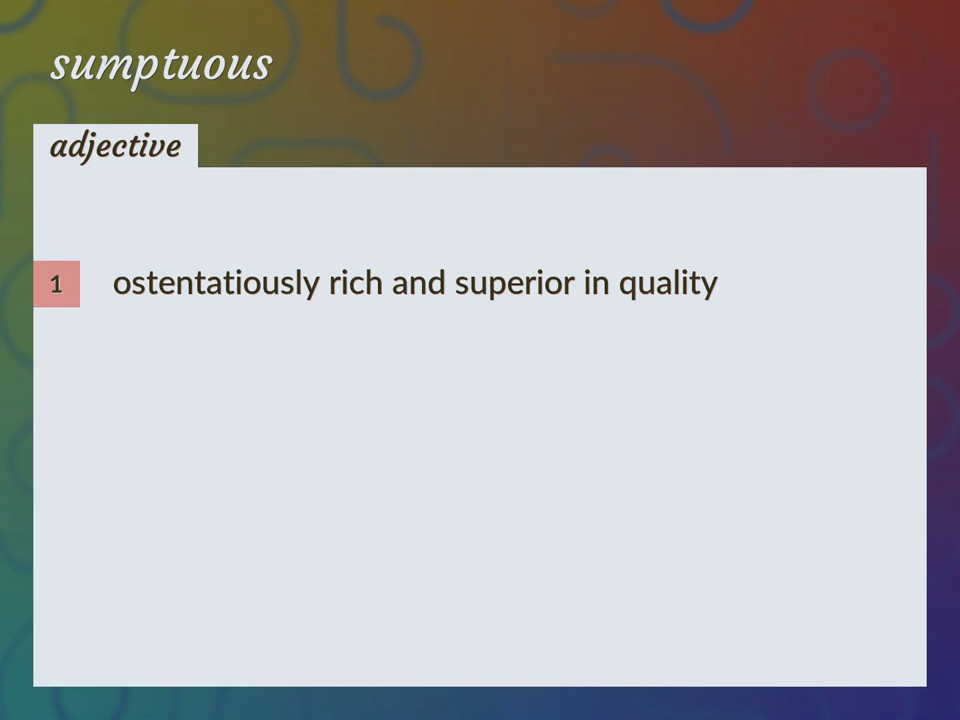 sumptuous
adjective
1 ostentatiously rich and superior in quality